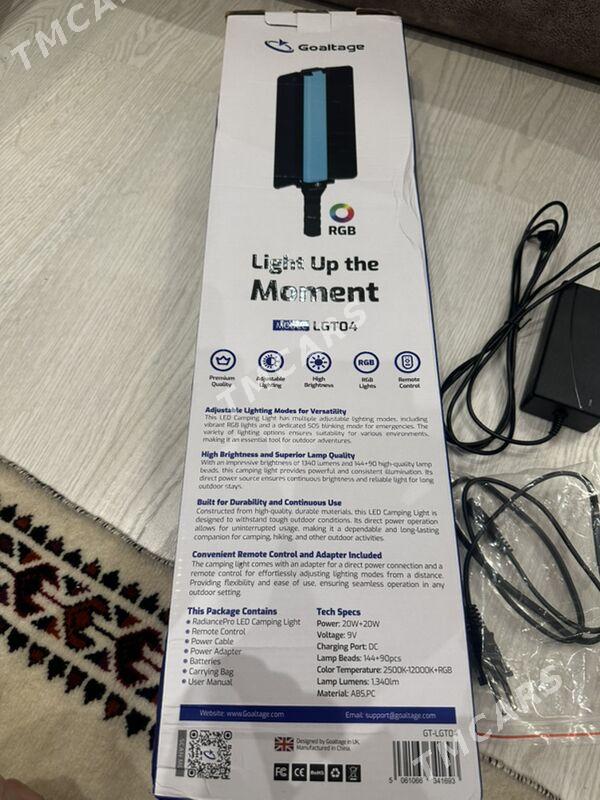 Goaltage
RGB
Light Up the
Moment
LGT04
Premium
Quality
Adjustable
Lighting
High
Brightness
RGB
RGB
Lights
Remote
Control
Adjustable Lighting Modes for Versatility
This LED Camping Light has multiple adjustable lighting modes, including
vibrant RGB lights and a dedicated SOS blinking mode for emergencies. The
variety of lighting options ensures suitability for various environments,
making it an essential tool for outdoor adventures.
High Brightness and Superior Lamp Quality
With an impressive brightness of 1340 lumens and 144+90 high-quality lamp
beads, this camping light provides powerful and consistent illumination. Its
direct power source ensures continuous brightness and reliable light for long
outdoor stays.
Built for Durability and Continuous Use
Constructed from high-quality, durable materials, this LED Camping Light is
designed to withstand tough outdoor conditions. Its direct power operation
allows for uninterrupted usage, making it a dependable and long-lasting
companion for camping, hiking, and other outdoor activities.
Convenient Remote Control and Adapter Included
The camping light comes with an adapter for a direct power connection and a
remote control for effortlessly adjusting lighting modes from a distance.
Providing flexibility and ease of use, ensuring seamless operation in any
outdoor setting.
This Package Contains
• RadiancePro LED Camping Light
• Remote Control
• Power Cable
• Power Adapter
• Batteries
• Carrying Bag
• User Manual
Tech Specs
Power: 20W+20W
Voltage: 9V
Charging Port: DC
Lamp Beads: 144+90pcs
Color Temperature: 2500K-12000K+RGB
Lamp Lumens: 1,340lm
Material: ABS,PC
Website: www.Goaltage.com
Email: support@goaltage.com
SCAN ME
Designed by Goaltage in UK,
Manufactured in China.
FC CE RoHS
GT-LGT04
5 061066 341693
TMCARS
TMCARS
TMCARS
TMCARS
TMCARS